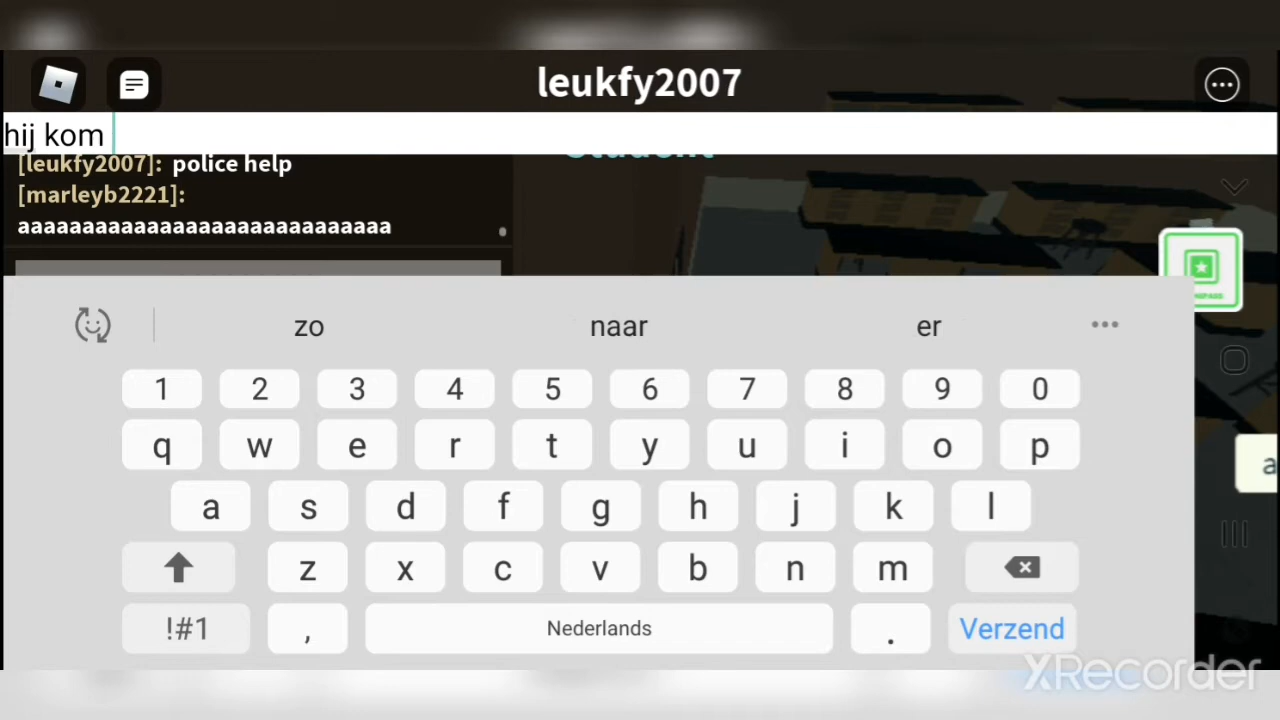 leukfy2007
hij kom
[leukfy2007]: police help
Student
[marleyb2221]:
aaaaaaaaaaaaaaaaaaaaaaaaaaaaa
zo naar er
1 2 3 4 5 6 7 8 9 0
q w e r t y u i o p
a s d f g h j k l
a
z x c v b n m
!#1 , Nederlands . Verzend
XRecorder